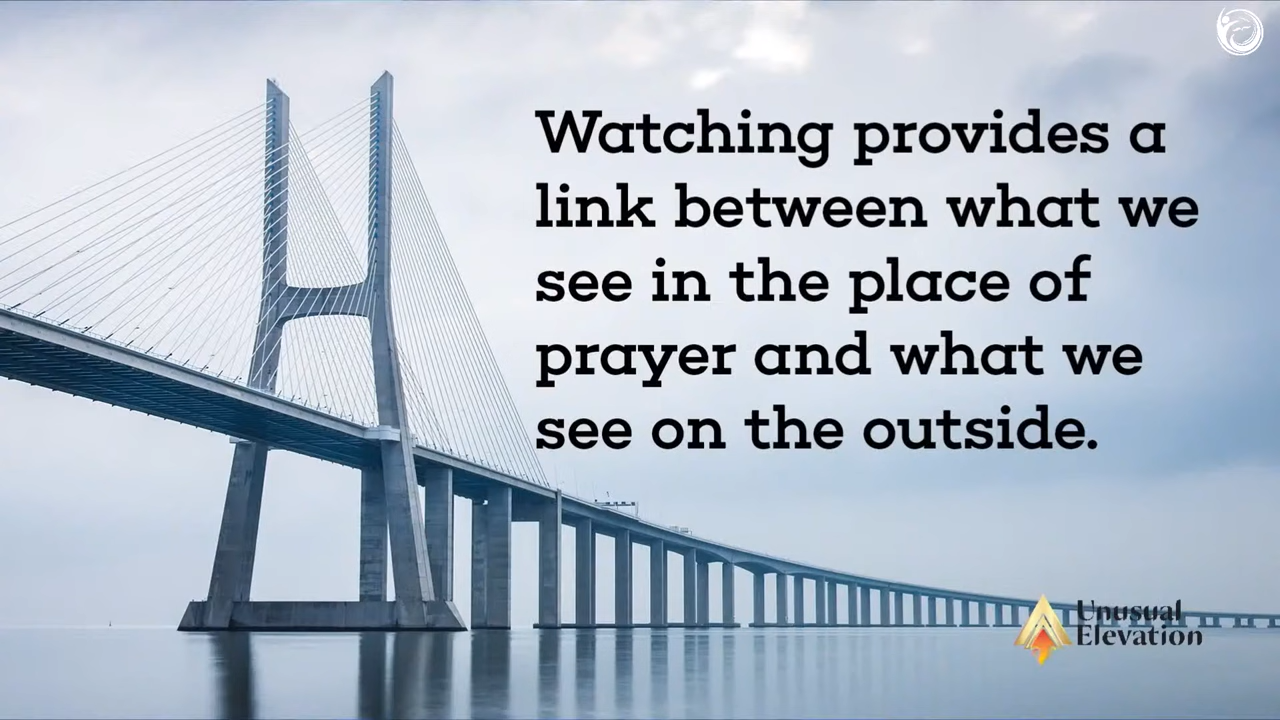 Watching provides a
link between what we
see in the place of
prayer and what we
see on the outside.
Unusual
Elevation